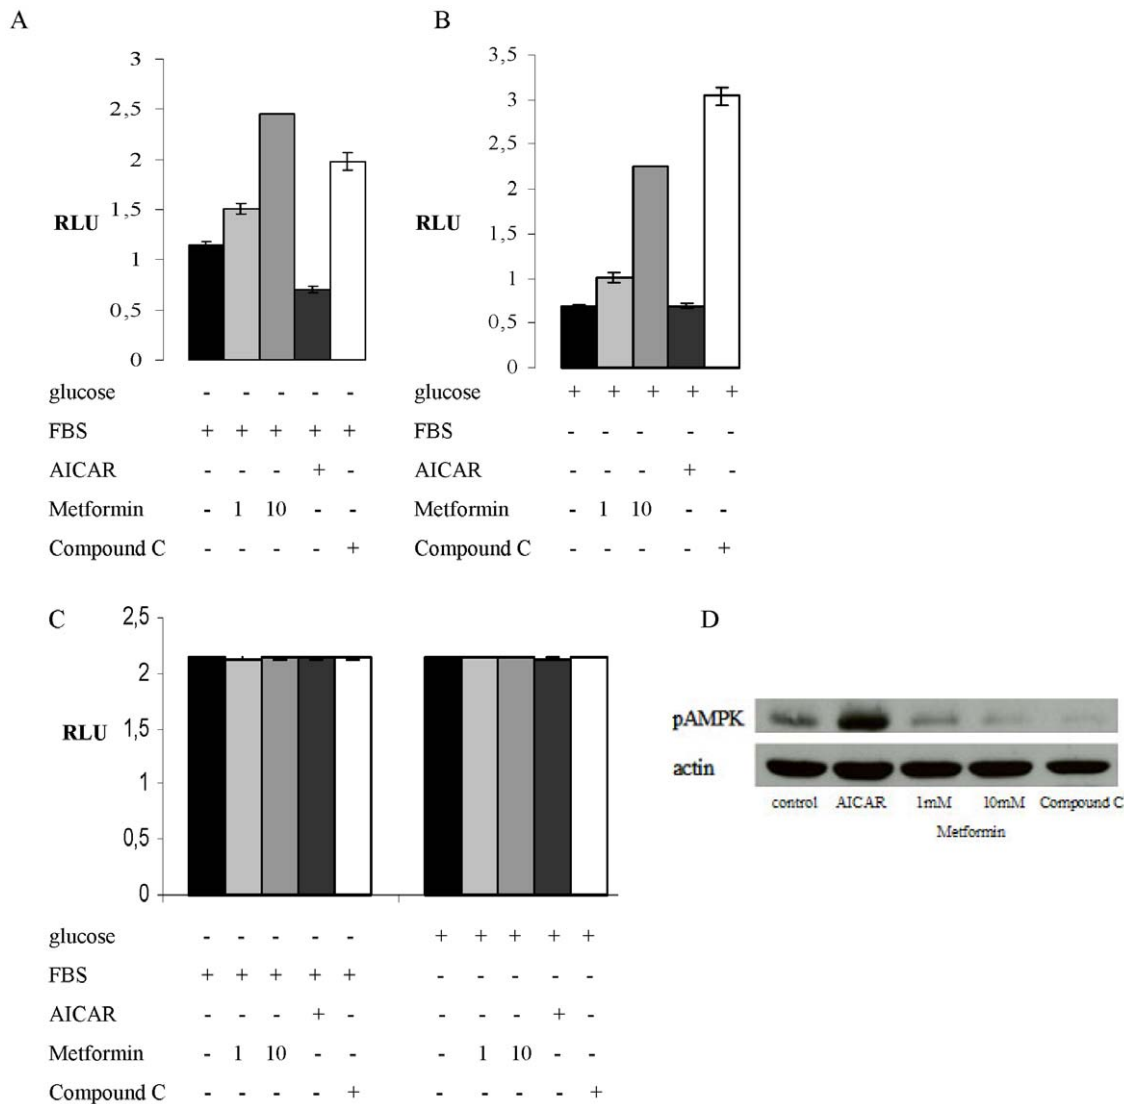 A
3
2,5
2
1,5
1
0,5
0
RLU
glucose - - - - -
FBS + + + + +
AICAR - - - + -
Metformin - 1 10 - -
Compound C - - - - +
B
3,5
3
2,5
2
1,5
1
0,5
0
RLU
glucose + + + + +
FBS - - - - -
AICAR - - - + -
Metformin - 1 10 - -
Compound C - - - - +
C
2,5
2
1,5
1
0,5
0
RLU
glucose - - - - - + + + + +
FBS + + + + + - - - - -
AICAR - - - + - - - - + -
Metformin - 1 10 - - - 1 10 - -
Compound C - - - - + - - - - +
D
pAMPK
actin
control AICAR 1mM 10mM Compound C
Metformin